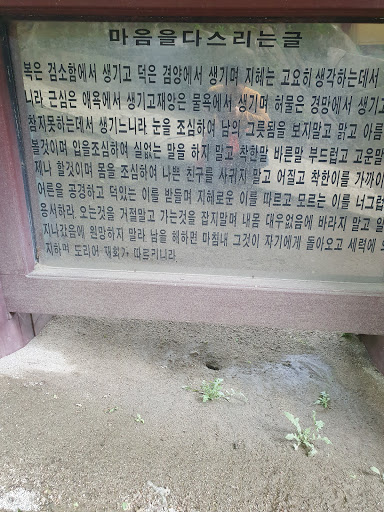 마음을다스리는글
복은 검소함에서 생기고 덕은 겸양에서 생기며 지혜는 고요히 생각하는데서
니라 근심은 애욕에서 생기고재앙은 물욕에서 생기며 허물은 경망에서 생기고
참지못하는데서 생기느니라 눈을 조심하여 남의 그릇됨을 보지말고 맑고 아름
볼것이며 입을조심하여 실없는 말을 하지 말고 착한말 바른말 부드럽고 고운말
제나 할것이며 몸을 조심하여 나쁜 친구를 사귀지 말고 어질고 착한이를 가까이
어른을 공경하고 덕있는 이를 받들며 지혜로운 이를 따르고 모르는 이를 너그럽
용서하라 오는것을 거절말고 가는것을 잡지말며 내몸 대우없음에 바라지 말고 일
지나갔음에 원망하지 말라 남을 해하면 마침내 그것이 자기에게 돌아오고 세력에 의
지하며 도리어 재화가 따르리니라